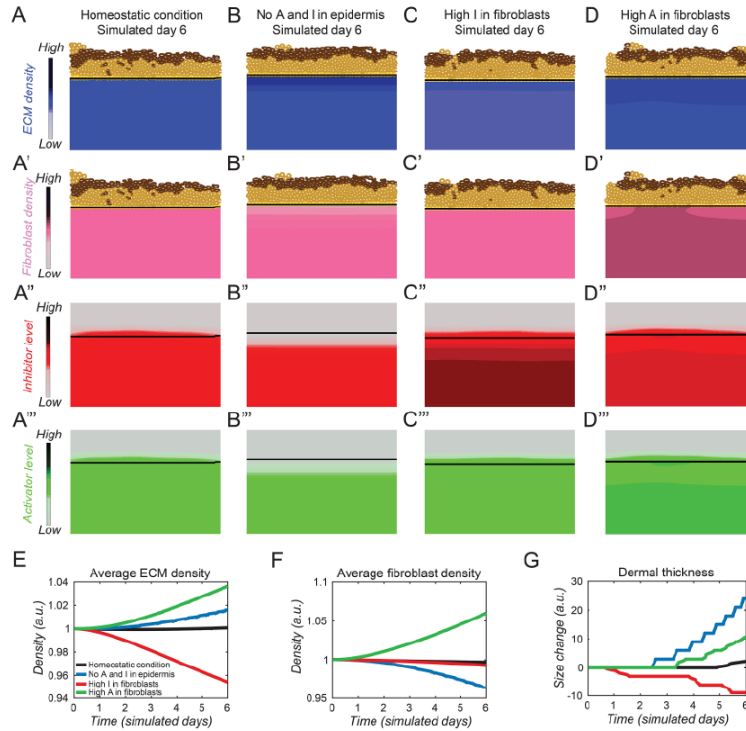 A Homeostatic condition Simulated day 6
B No A and I in epidermis Simulated day 6
C High I in fibroblasts Simulated day 6
D High A in fibroblasts Simulated day 6
High
ECM density
Low
A' B' C' D'
High
Fibroblast density
Low
A" B" C" D"
High
inhibitor level
Low
A''' B''' C''' D'''
High
Activator level
Low
E
Average ECM density
1.04
1.02
1
0.98
0.96
0.94
Density (a.u.)
Homeostatic condition
No A and I in epidermis
High I in fibroblasts
High A in fibroblasts
0 1 2 3 4 5 6
Time (simulated days)
F
Average fibroblast density
1.1
1.05
1
0.95
Density (a.u.)
0 1 2 3 4 5 6
Time (simulated days)
G
Dermal thickness
30
20
10
0
-10
Size change (a.u.)
0 1 2 3 4 5 6
Time (simulated days)